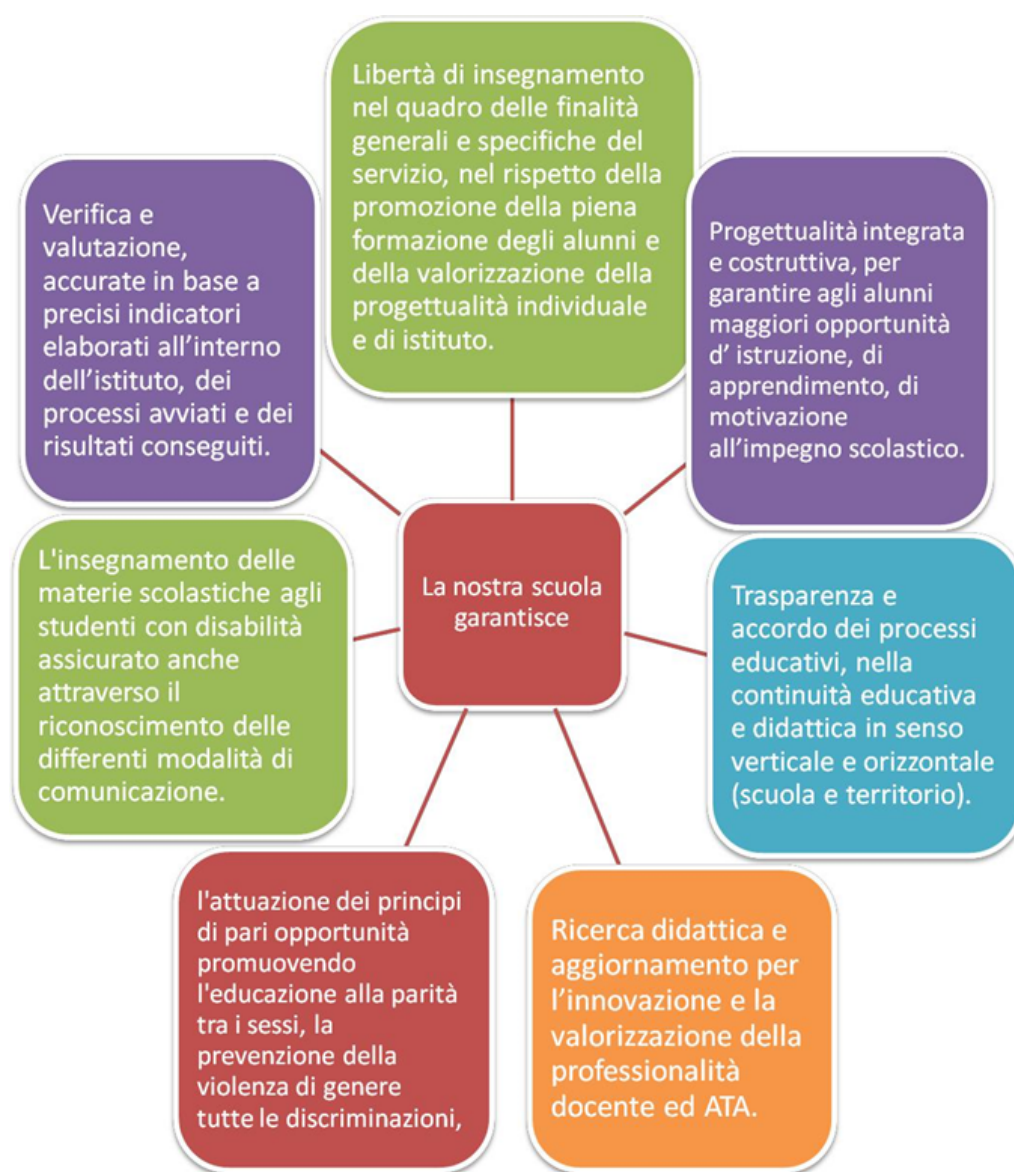 Libertà di insegnamento
nel quadro delle finalità
generali e specifiche del
servizio, nel rispetto della
promozione della piena
formazione degli alunni e
della valorizzazione della
progettualità individuale
e di istituto.
Progettualità integrata
e costruttiva, per
garantire agli alunni
maggiori opportunità
d’ istruzione, di
apprendimento, di
motivazione
all’impegno scolastico.
Trasparenza e
accordo dei processi
educativi, nella
continuità educativa
e didattica in senso
verticale e orizzontale
(scuola e territorio).
Ricerca didattica e
aggiornamento per
l’innovazione e la
valorizzazione della
professionalità
docente ed ATA.
l'attuazione dei principi
di pari opportunità
promuovendo
l'educazione alla parità
tra i sessi, la
prevenzione della
violenza di genere
tutte le discriminazioni,
L'insegnamento delle
materie scolastiche agli
studenti con disabilità
assicurato anche
attraverso il
riconoscimento delle
differenti modalità di
comunicazione.
Verifica e
valutazione,
accurate in base a
precisi indicatori
elaborati all’interno
dell’istituto, dei
processi avviati e dei
risultati conseguiti.
La nostra scuola
garantisce